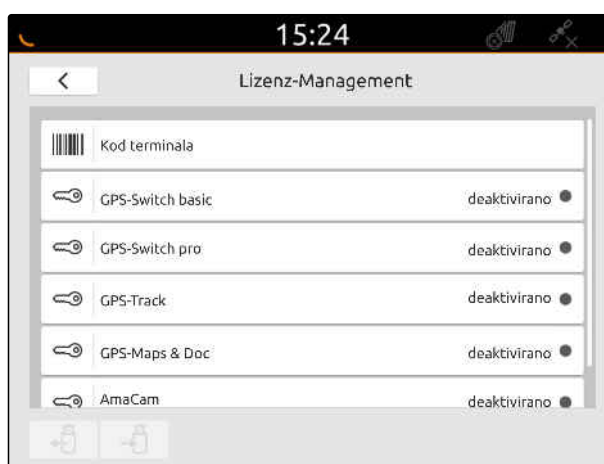 15:24
Lizenz-Management
Kod terminala
GPS-Switch basic deaktivirano
GPS-Switch pro deaktivirano
GPS-Track deaktivirano
GPS-Maps & Doc deaktivirano
AmaCam deaktivirano